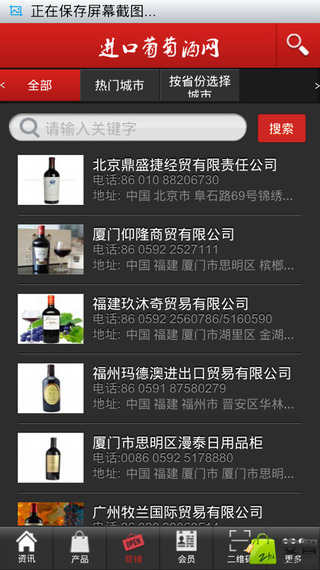 正在保存屏幕截图...
进口葡萄酒网
全部
热门城市
按省份选择
城市
请输入关键字
搜索
北京鼎盛捷经贸有限责任公司
电话:86 010 88206730
地址: 中国 北京市 阜石路69号锦绣...
厦门仰隆商贸有限公司
电话:86 0592 2527111
地址: 中国 福建 厦门市思明区 槟榔...
福建玖沐奇贸易有限公司
电话:86 0592 2560786/5160590
地址: 中国 福建 厦门市湖里区 金湖...
福州玛德澳进出口贸易有限公司
电话:86 0591 87580279
地址: 中国 福建 福州市 晋安区华林...
厦门市思明区漫泰日用品柜
电话:0086 0592 5178880
地址: 中国 福建 厦门市 厦门市思明...
广州牧兰国际贸易有限公司
资讯
产品
OPEN
商铺
会员
二维码
更多